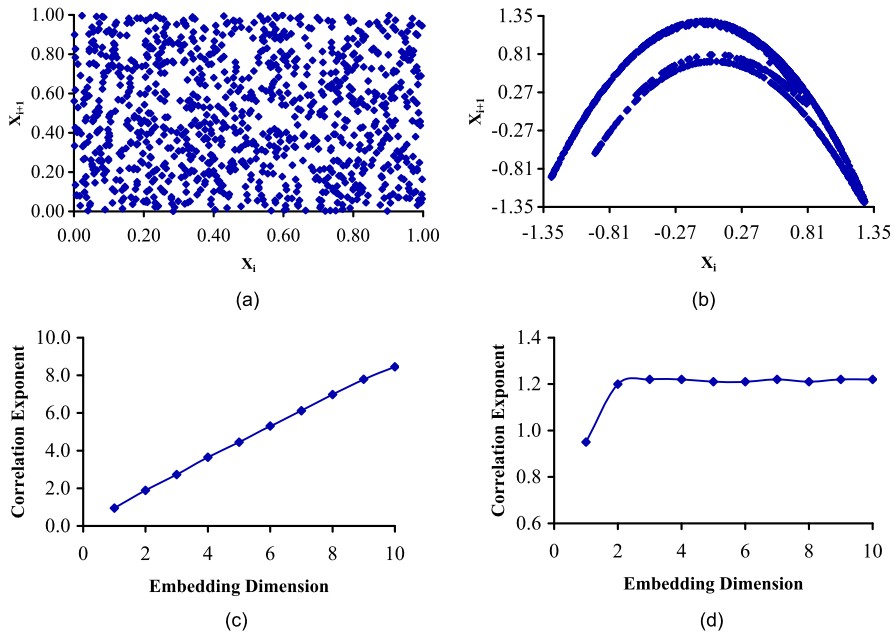 1.00
0.80
0.60
0.40
0.20
0.00
X_{i+1}
0.00 0.20 0.40 0.60 0.80 1.00
X_i
(a)
1.35
0.81
0.27
-0.27
-0.81
-1.35
X_{i+1}
-1.35 -0.81 -0.27 0.27 0.81 1.35
X_i
(b)
10.0
8.0
6.0
4.0
2.0
0.0
Correlation Exponent
0 2 4 6 8 10
Embedding Dimension
(c)
1.4
1.2
1.0
0.8
0.6
Correlation Exponent
0 2 4 6 8 10
Embedding Dimension
(d)